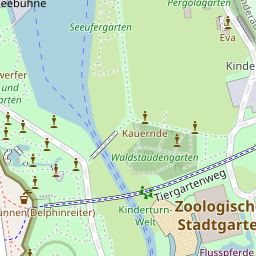 eebühne
Seeufergarten
Pergolagarten
Eva
Kinde
werfer
und
garten
Kauernde
Waldstaudengarten
Tiergartenweg
unnen(Delphinreiter)
Kinderturn-
Welt
Zoologisch
Stadtgarte
Flusspferde